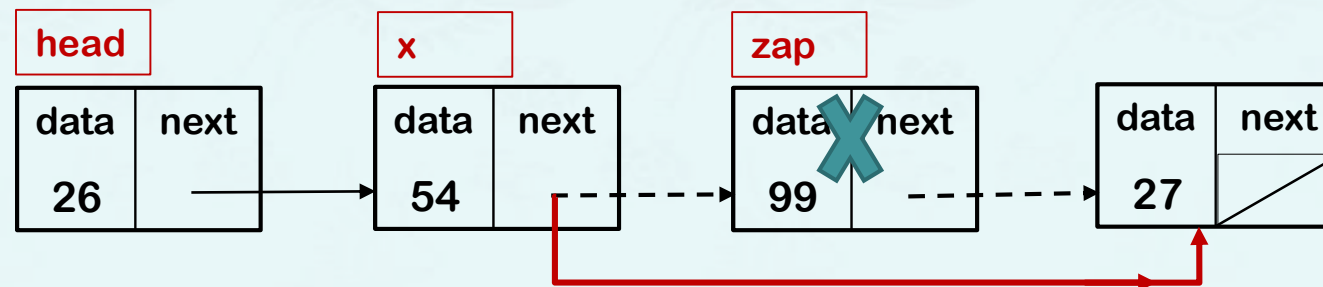 head x zap
data next data next data next data next
26 54 99 27